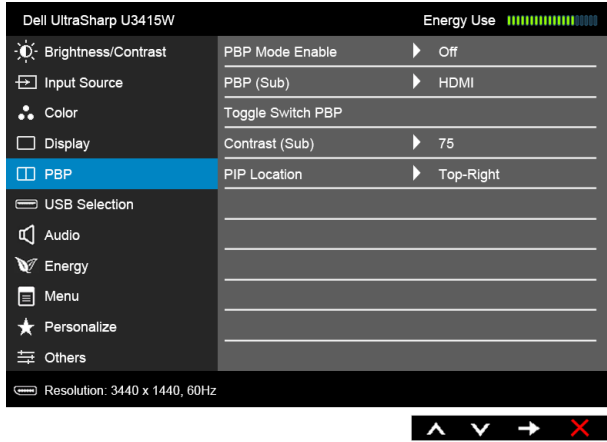 Dell UltraSharp U3415W Energy Use
Brightness/Contrast PBP Mode Enable Off
Input Source PBP (Sub) HDMI
Color Toggle Switch PBP
Display Contrast (Sub) 75
PBP PIP Location Top-Right
USB Selection
Audio
Energy
Menu
Personalize
Others
Resolution: 3440 x 1440, 60Hz